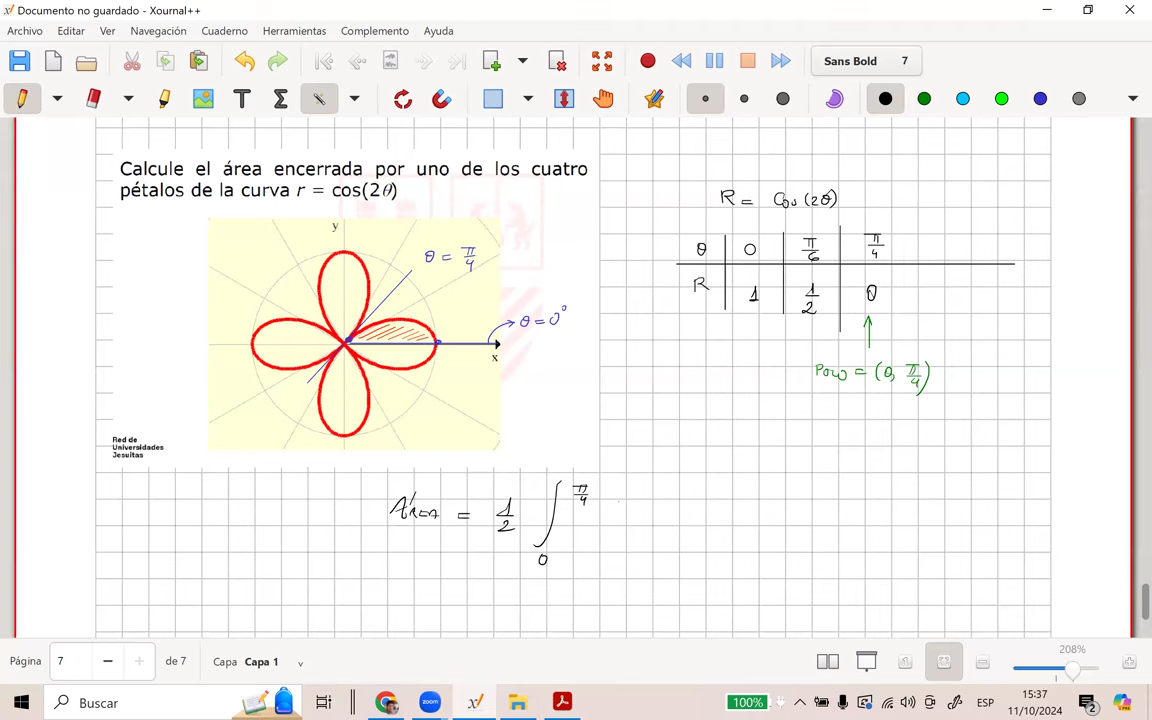 Documento no guardado - Xournal++
Archivo Editar Ver Navegación Cuaderno Herramientas Complemento Ayuda
Sans Bold 7
Calcule el área encerrada por uno de los cuatro
pétalos de la curva r = cos(2θ)
y
θ = π/4
θ = 0°
x
Red de
Universidades
Jesuitas
R = Cos(2θ)
θ 0 π/6 π/4
R 1 1/2 0
Polo = (0, π/4)
Área = 1/2 ∫ π/4
0
208%
Página 7 de 7 Capa Capa 1
Buscar
zoom
100%
ESP
15:37
11/10/2024
2